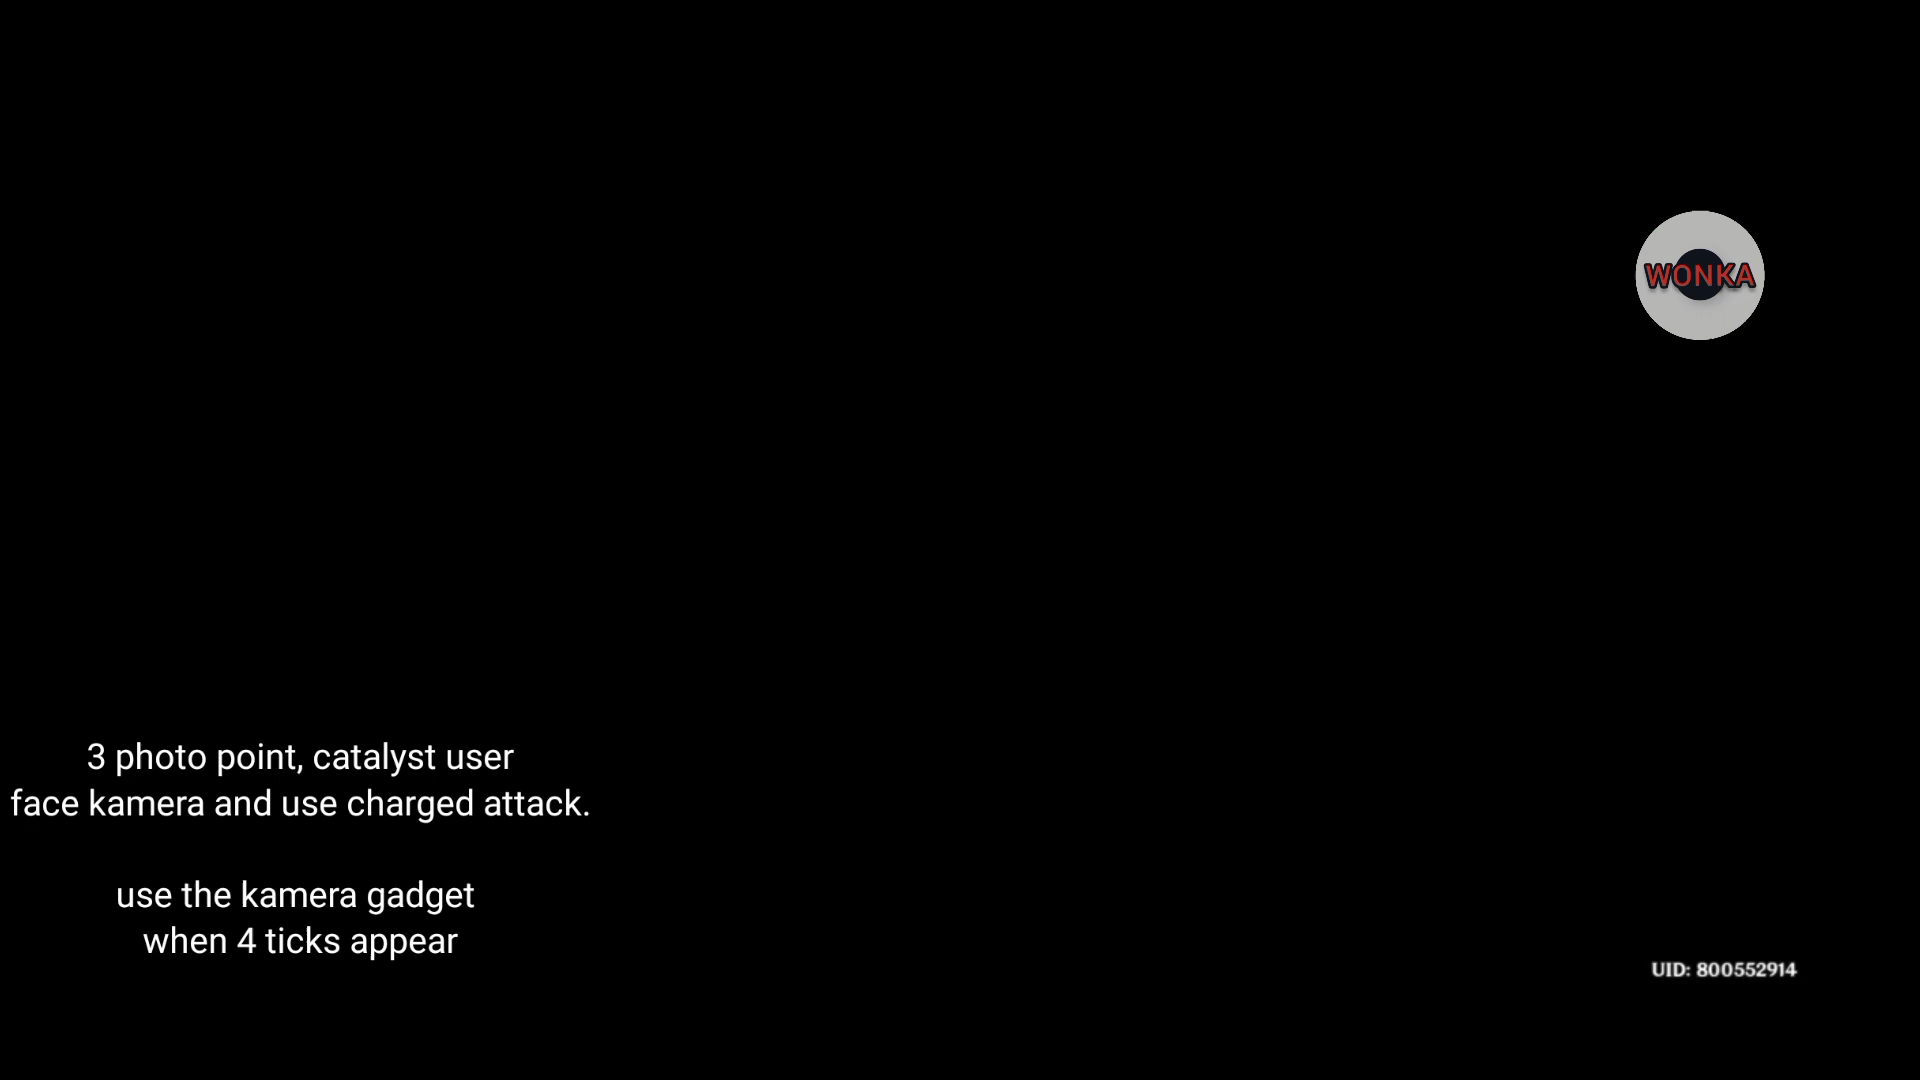 WONKA
3 photo point, catalyst user
face kamera and use charged attack.
use the kamera gadget
when 4 ticks appear
UID: 800552914